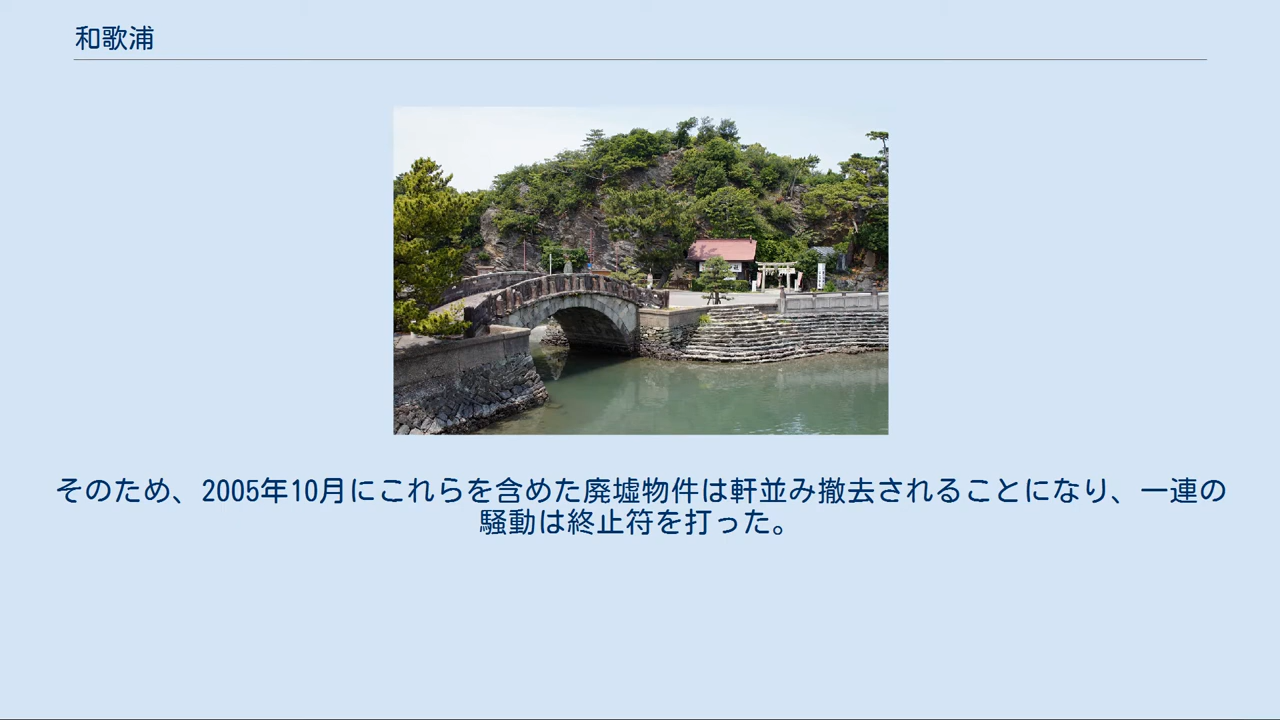 和歌浦
そのため、2005年10月にこれらを含めた廃墟物件は軒並み撤去されることになり、一連の
騒動は終止符を打った。